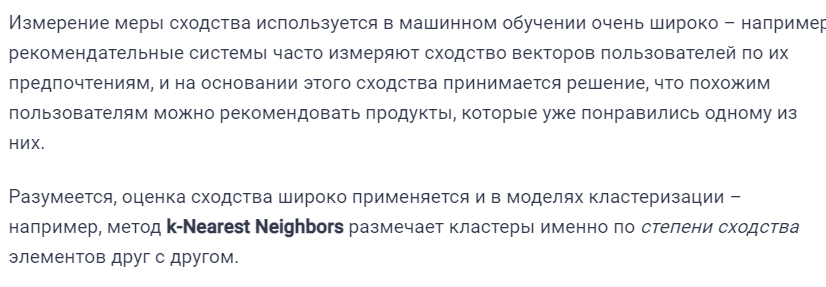 Измерение меры сходства используется в машинном обучении очень широко – например
рекомендательные системы часто измеряют сходство векторов пользователей по их
предпочтениям, и на основании этого сходства принимается решение, что похожим
пользователям можно рекомендовать продукты, которые уже понравились одному из
них.
Разумеется, оценка сходства широко применяется и в моделях кластеризации –
например, метод k-Nearest Neighbors размечает кластеры именно по степени сходства
элементов друг с другом.